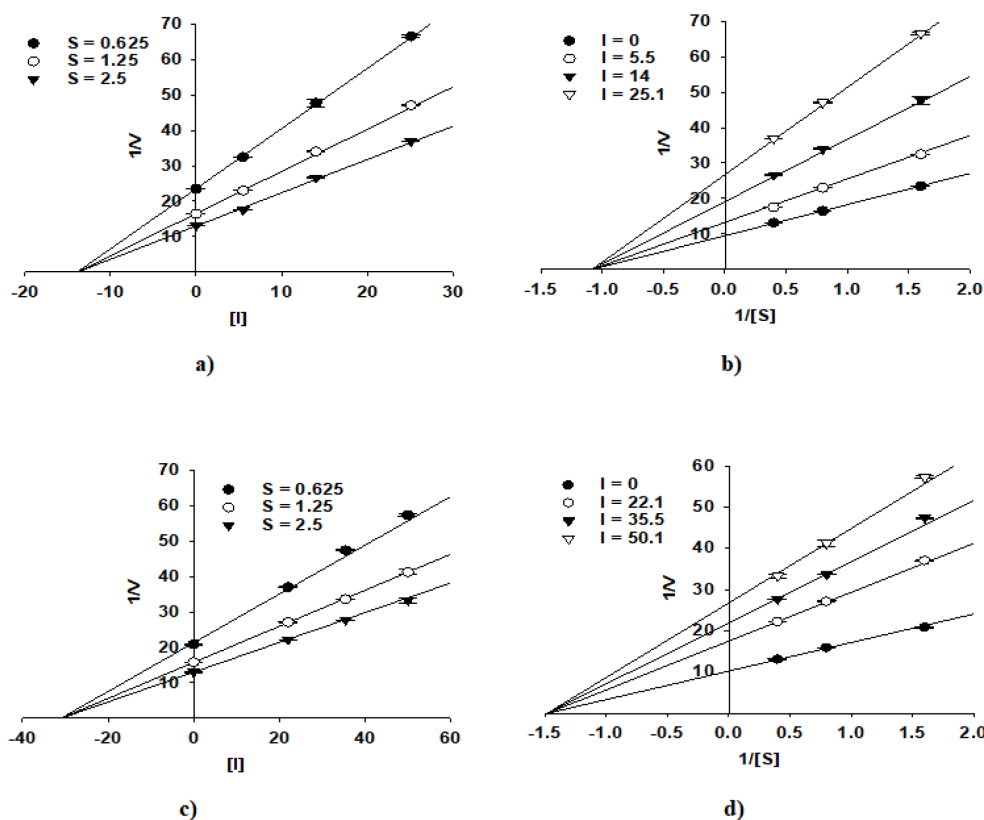 S = 0.625
S = 1.25
S = 2.5
1/V
70
60
50
40
30
20
10
-20 -10 0 10 20 30
[I]
a)
I = 0
I = 5.5
I = 14
I = 25.1
1/V
70
60
50
40
30
20
10
-1.5 -1.0 -0.5 0.0 0.5 1.0 1.5 2.0
1/[S]
b)
S = 0.625
S = 1.25
S = 2.5
1/V
70
60
50
40
30
20
10
-40 -20 0 20 40 60
[I]
c)
I = 0
I = 22.1
I = 35.5
I = 50.1
1/V
60
50
40
30
20
10
-1.5 -1.0 -0.5 0.0 0.5 1.0 1.5 2.0
1/[S]
d)